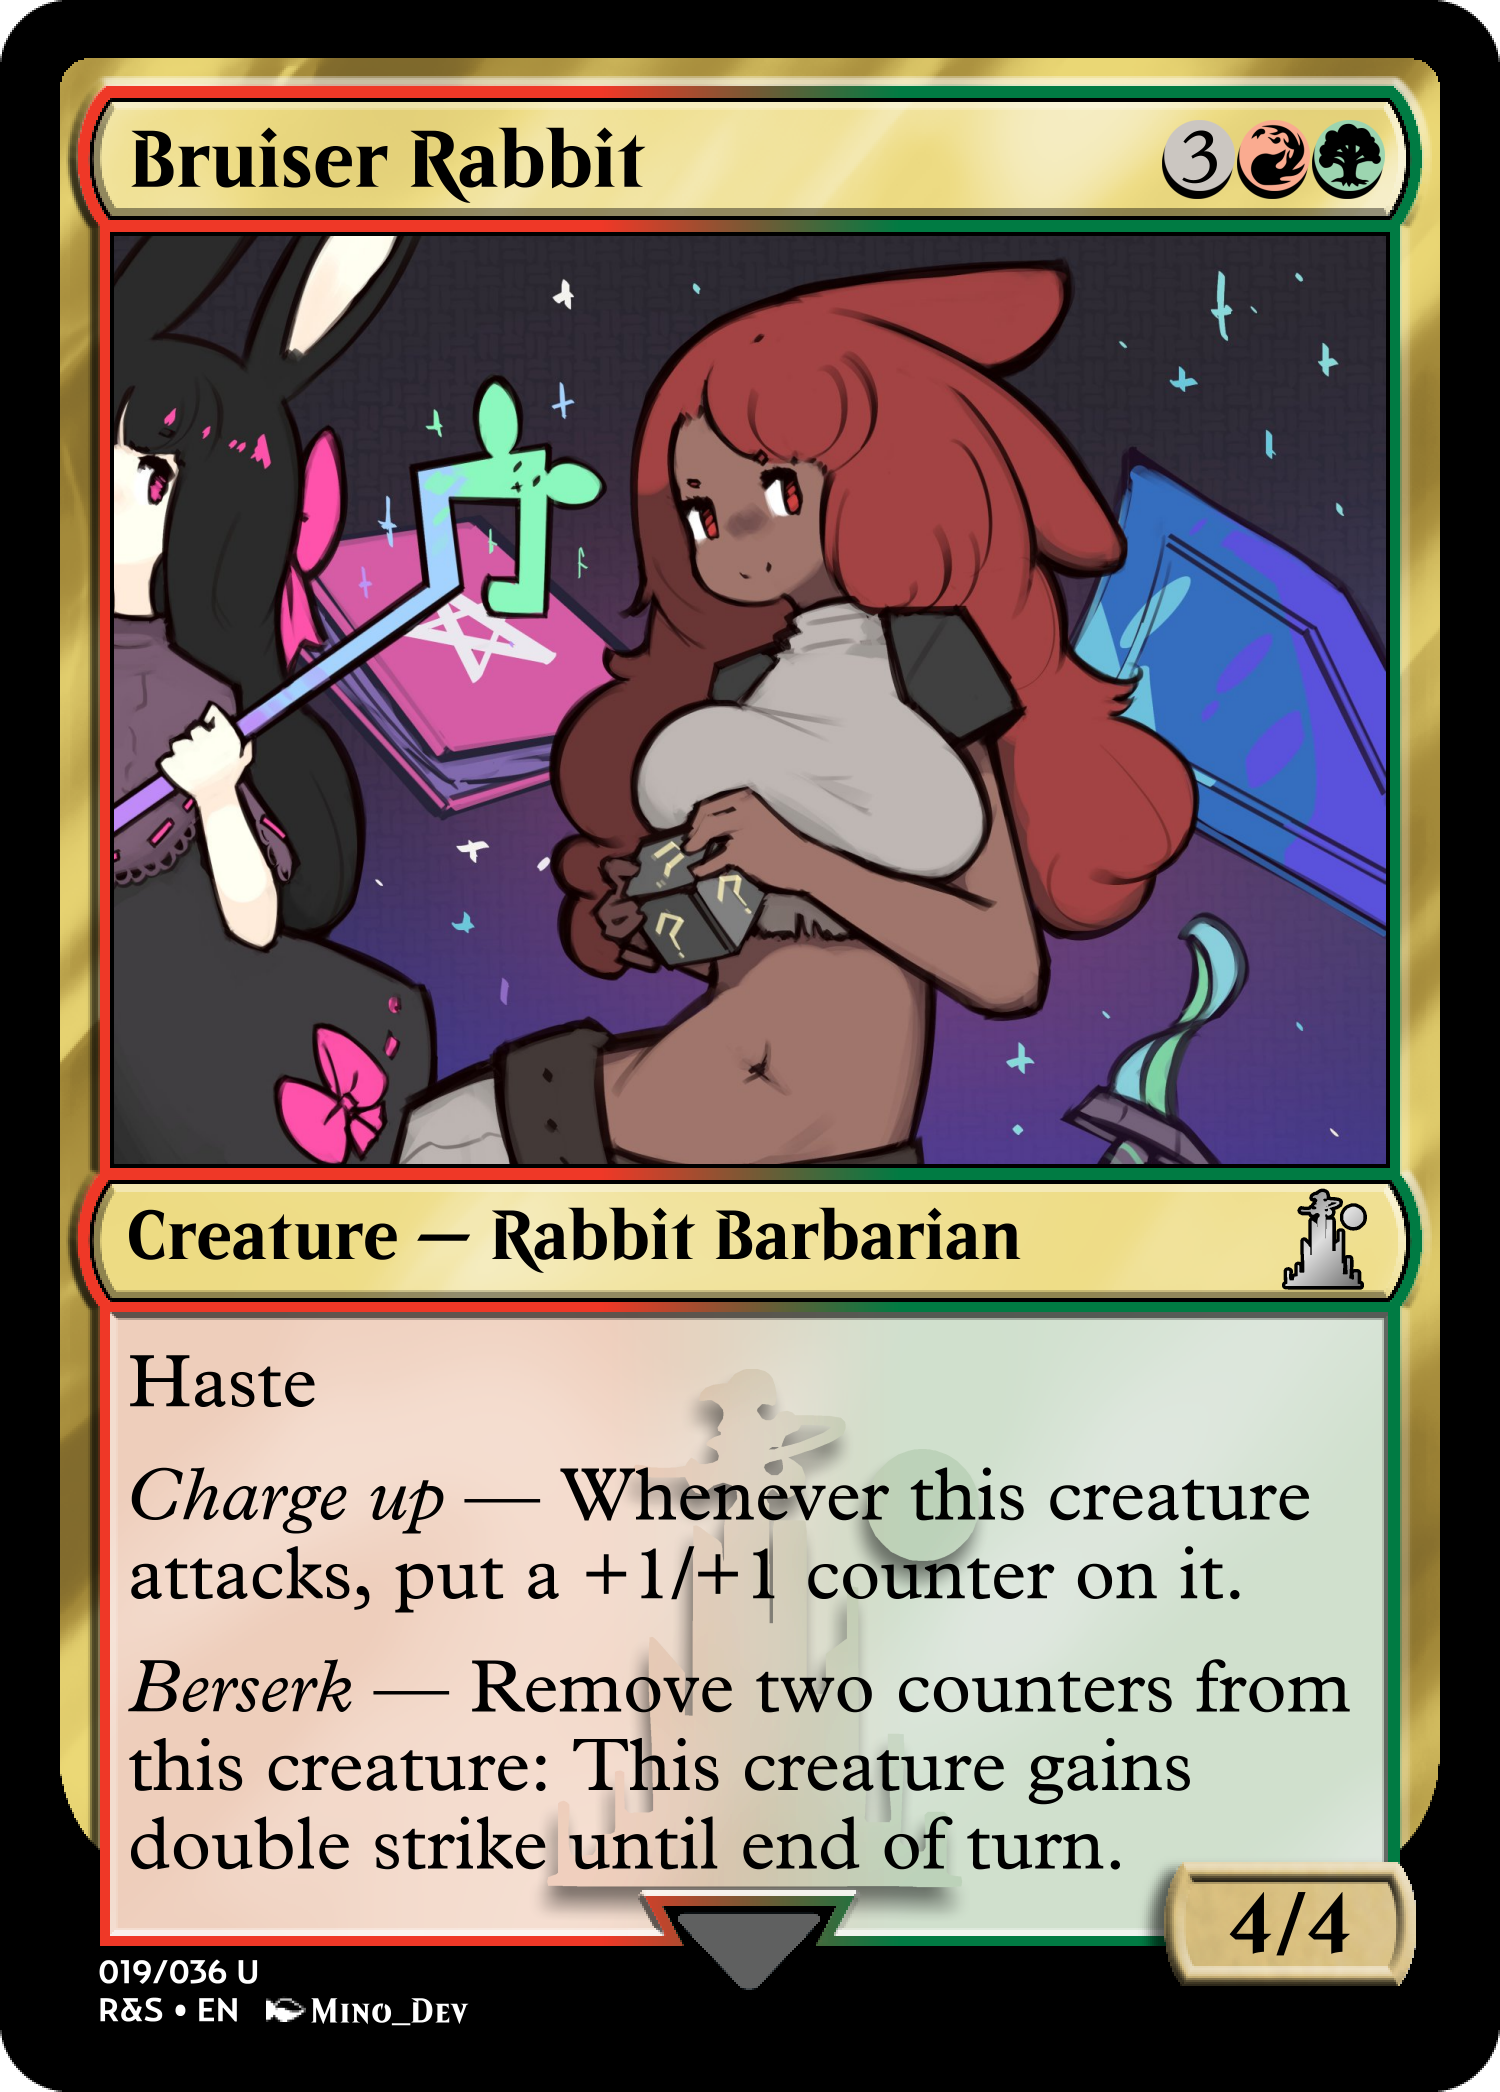 Bruiser Rabbit 3
Creature — Rabbit Barbarian
Haste
Charge up — Whenever this creature
attacks, put a +1/+1 counter on it.
Berserk — Remove two counters from
this creature: This creature gains
double strike until end of turn.
4/4
019/036 U
R&S • EN Mino_Dev